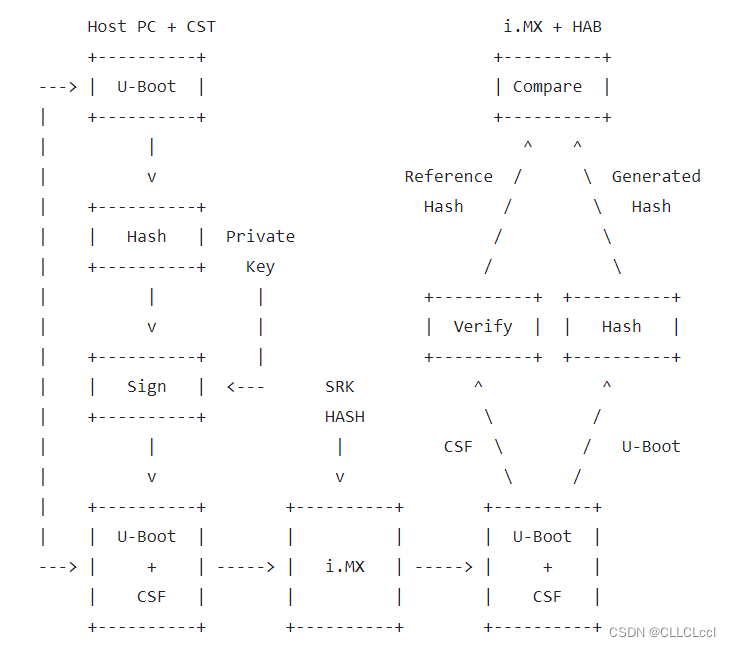 Host PC + CST i.MX + HAB
U-Boot Compare
Reference Generated
Hash Hash
Hash Private
Key
Verify Hash
Sign SRK
HASH
CSF U-Boot
U-Boot U-Boot
+ i.MX +
CSF CSF
CSDN @CLLCLccl